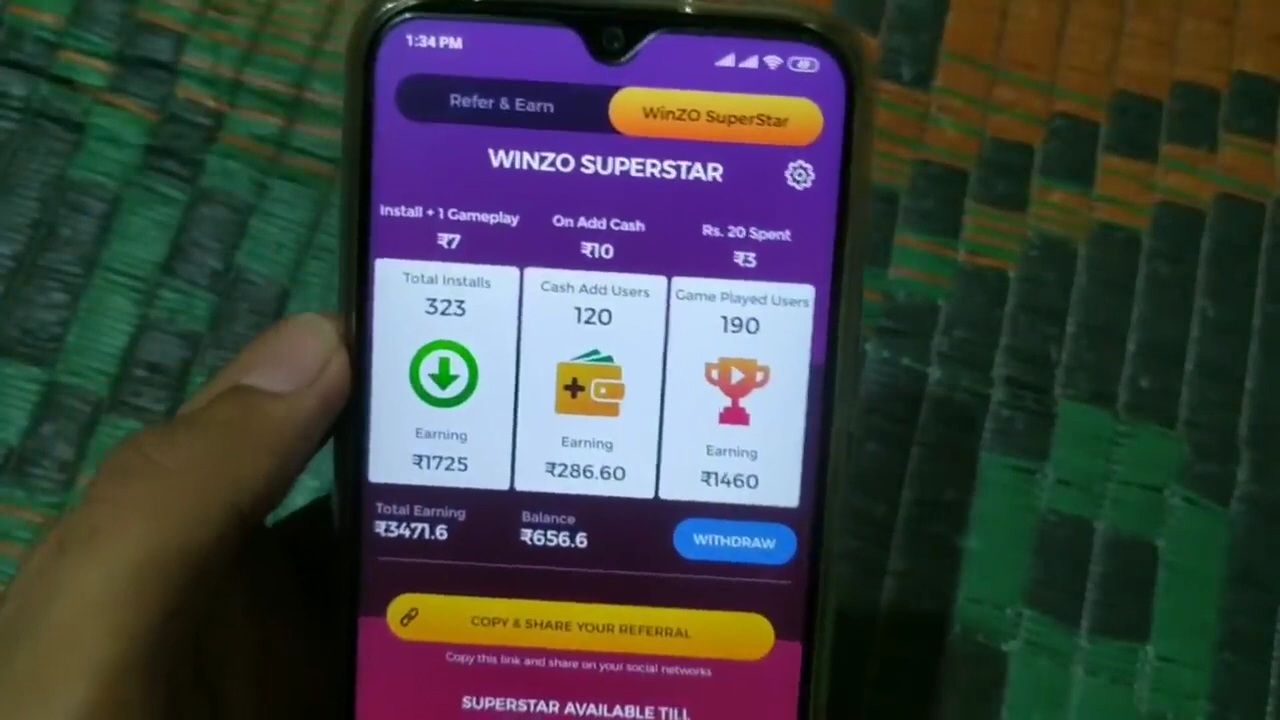 1:34 PM
49
Refer & Earn
WinZO SuperStar
WINZO SUPERSTAR
Install + 1 Gameplay
₹7
On Add Cash
₹10
Rs. 20 Spent
₹3
Total Installs
323
Earning
₹1725
Cash Add Users
120
Earning
₹286.60
Game Played Users
190
Earning
₹1460
Total Earning
₹3471.6
Balance
₹656.6
WITHDRAW
COPY & SHARE YOUR REFERRAL
Copy this link and share on your social networks
SUPERSTAR AVAILABLE TILL